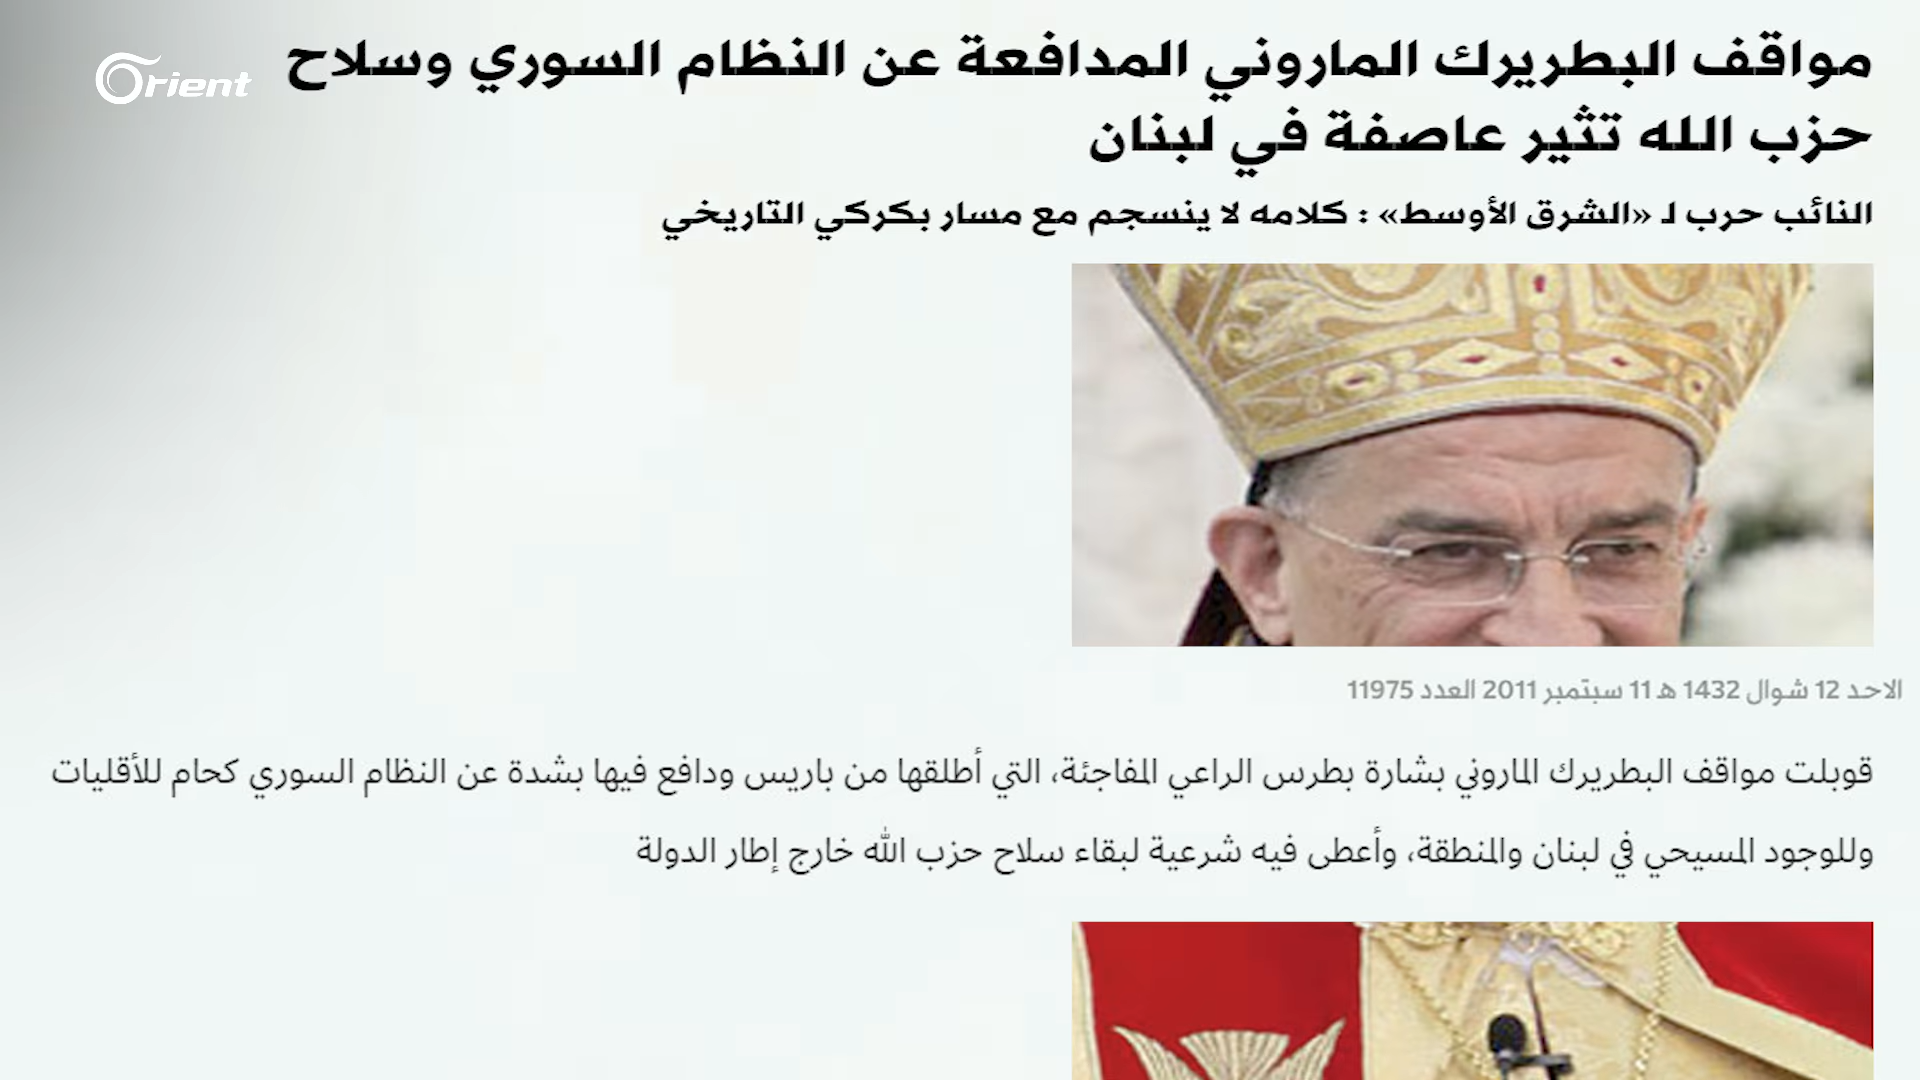 Orient
مواقف البطريرك الماروني المدافعة عن النظام السوري وسلاح
حزب الله تثير عاصفة في لبنان
النائب حرب لـ «الشرق الأوسط» : كلامه لا ينسجم مع مسار بكركي التاريخي
الاحد 12 شوال 1432 هـ 11 سبتمبر 2011 العدد 11975
قوبلت مواقف البطريرك الماروني بشارة بطرس الراعي المفاجئة، التي أطلقها من باريس ودافع فيها بشدة عن النظام السوري كحام للأقليات
وللوجود المسيحي في لبنان والمنطقة، وأعطى فيه شرعية لبقاء سلاح حزب الله خارج إطار الدولة